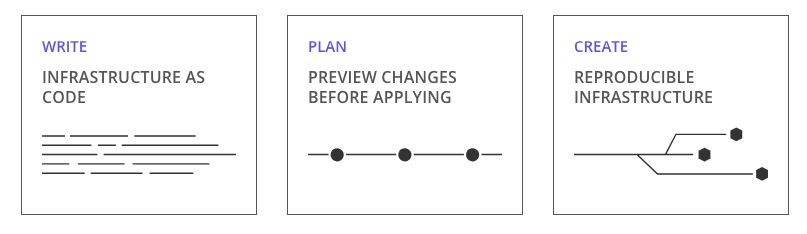 WRITE
INFRASTRUCTURE AS
CODE
PLAN
PREVIEW CHANGES
BEFORE APPLYING
CREATE
REPRODUCIBLE
INFRASTRUCTURE